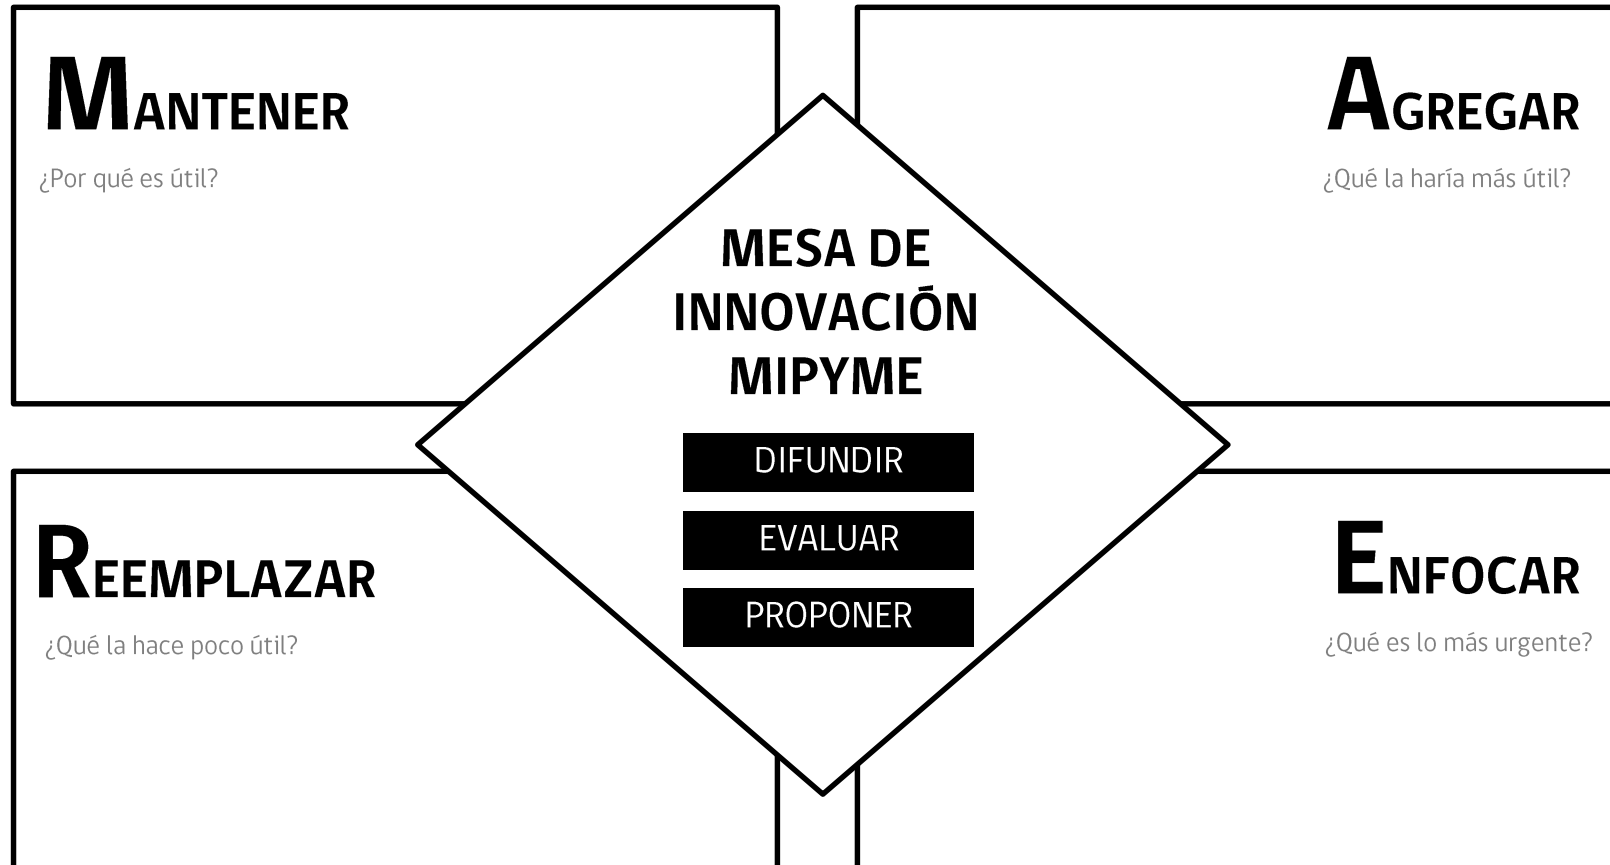 MANTENER
¿Por qué es útil?
AGREGAR
¿Qué la haría más útil?
MESA DE
INNOVACIÓN
MIPYME
DIFUNDIR
EVALUAR
PROPONER
REEMPLAZAR
¿Qué la hace poco útil?
ENFOCAR
¿Qué es lo más urgente?